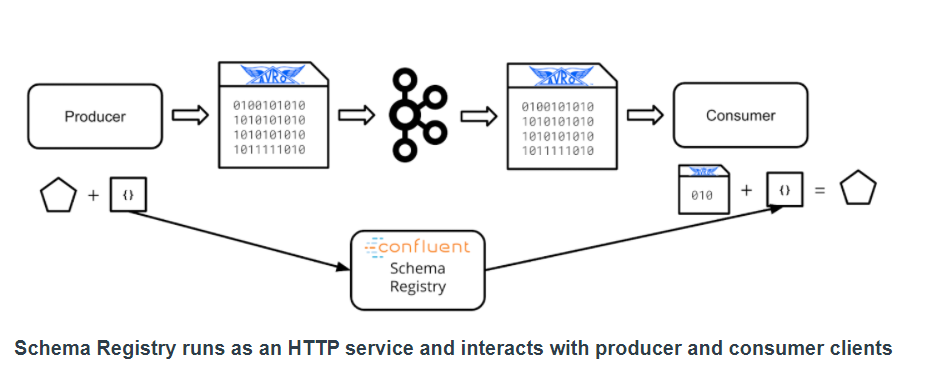 AVRO
AVRO
Producer
0100101010
1010101010
1010101010
1011111010
0100101010
1010101010
1010101010
1011111010
Consumer
+
{}
010
+
{}
=
confluent
Schema
Registry
Schema Registry runs as an HTTP service and interacts with producer and consumer clients